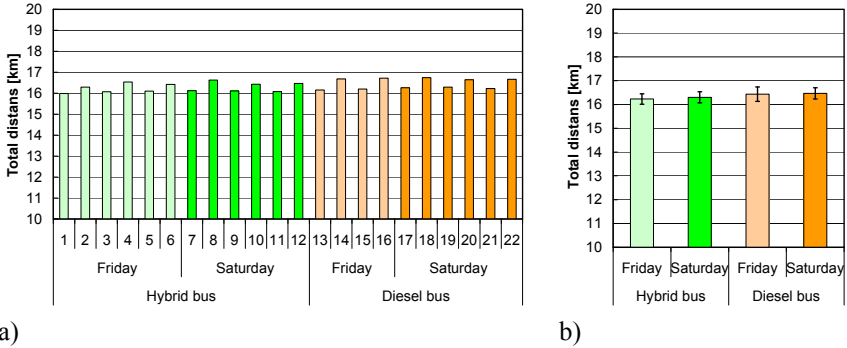 Total distans [km]
20
19
18
17
16
15
14
13
12
11
10
1 2 3 4 5 6 7 8 9 10 11 12 13 14 15 16 17 18 19 20 21 22
Friday Saturday Friday Saturday
Hybrid bus Diesel bus
a)
Total distans [km]
20
19
18
17
16
15
14
13
12
11
10
Friday Saturday Friday Saturday
Hybrid bus Diesel bus
b)